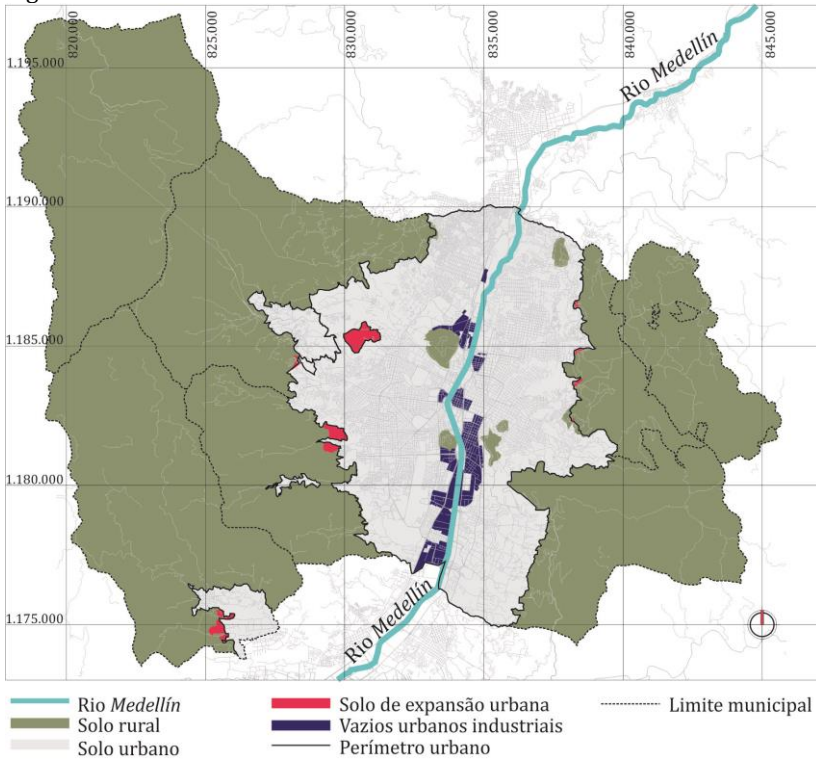 820.000
825.000
830.000
835.000
840.000
845.000
1.195.000
1.190.000
1.185.000
1.180.000
1.175.000
Rio Medellín
Rio Medellín
Rio Medellín
Solo rural
Solo urbano
Solo de expansão urbana
Vazios urbanos industriais
Perímetro urbano
Limite municipal